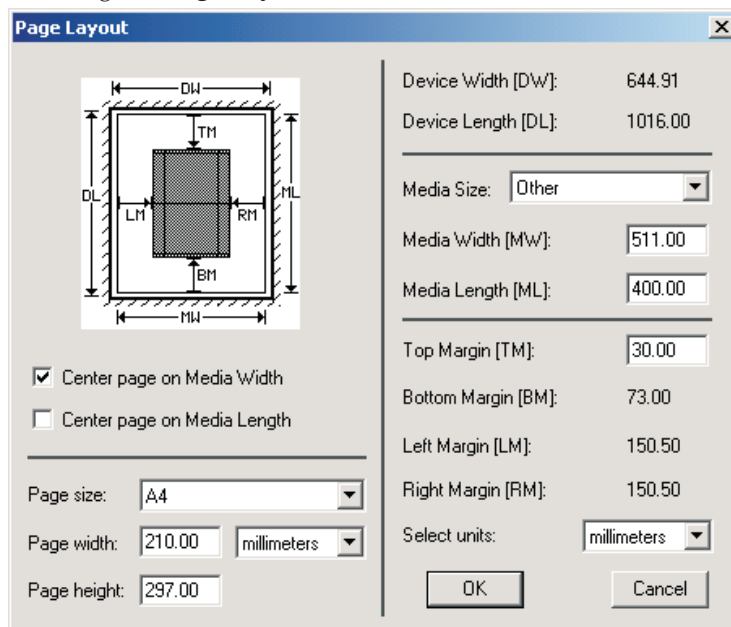 Page Layout
DW
TM
DL
ML
LM
RM
BM
MW
Center page on Media Width
Center page on Media Length
Page size: A4
Page width: 210.00 millimeters
Page height: 297.00
Device Width [DW]: 644.91
Device Length [DL]: 1016.00
Media Size: Other
Media Width [MW]: 511.00
Media Length [ML]: 400.00
Top Margin [TM]: 30.00
Bottom Margin [BM]: 73.00
Left Margin [LM]: 150.50
Right Margin [RM]: 150.50
Select units: millimeters
OK Cancel